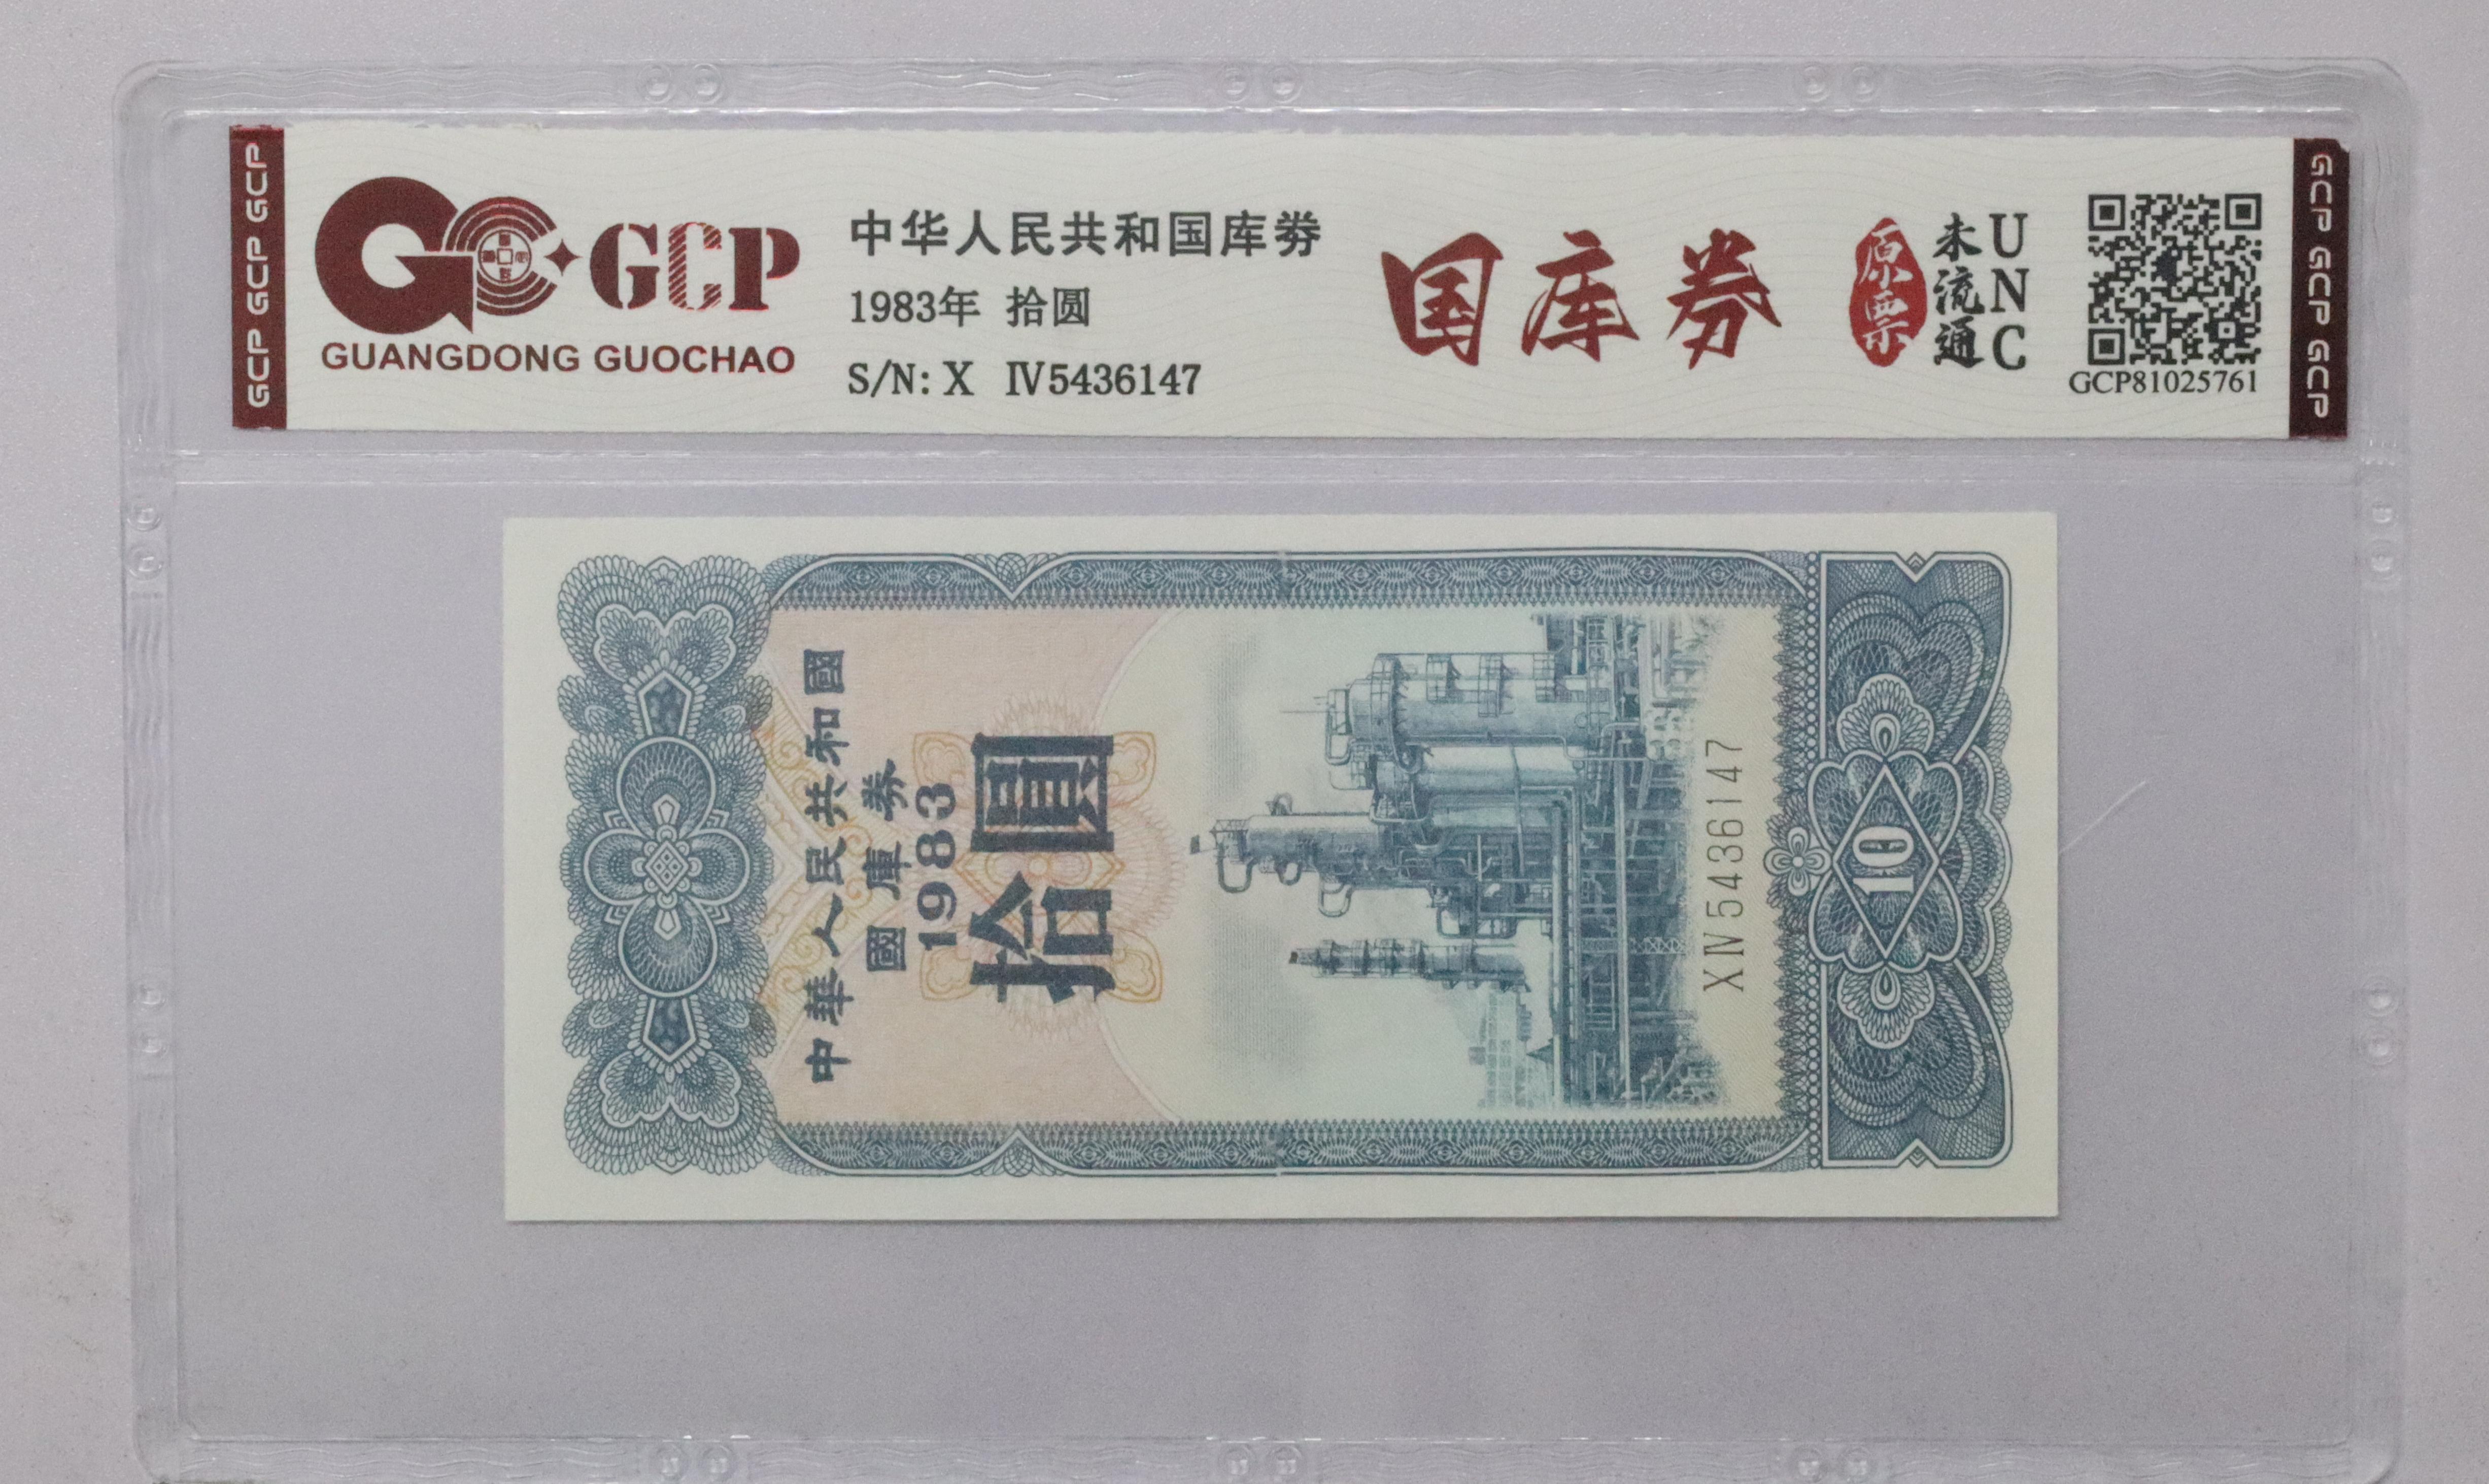 GCP GCP GCP
GCP
GUANGDONG GUOCHAO
中华人民共和国库券
1983年 拾圆
S/N: X Ⅳ5436147
国库券
原票
未流通
UNC
GCP81025761
GCP GCP GCP
中華人民共和國
國庫券
1983
拾圓
XⅣ5436147
10